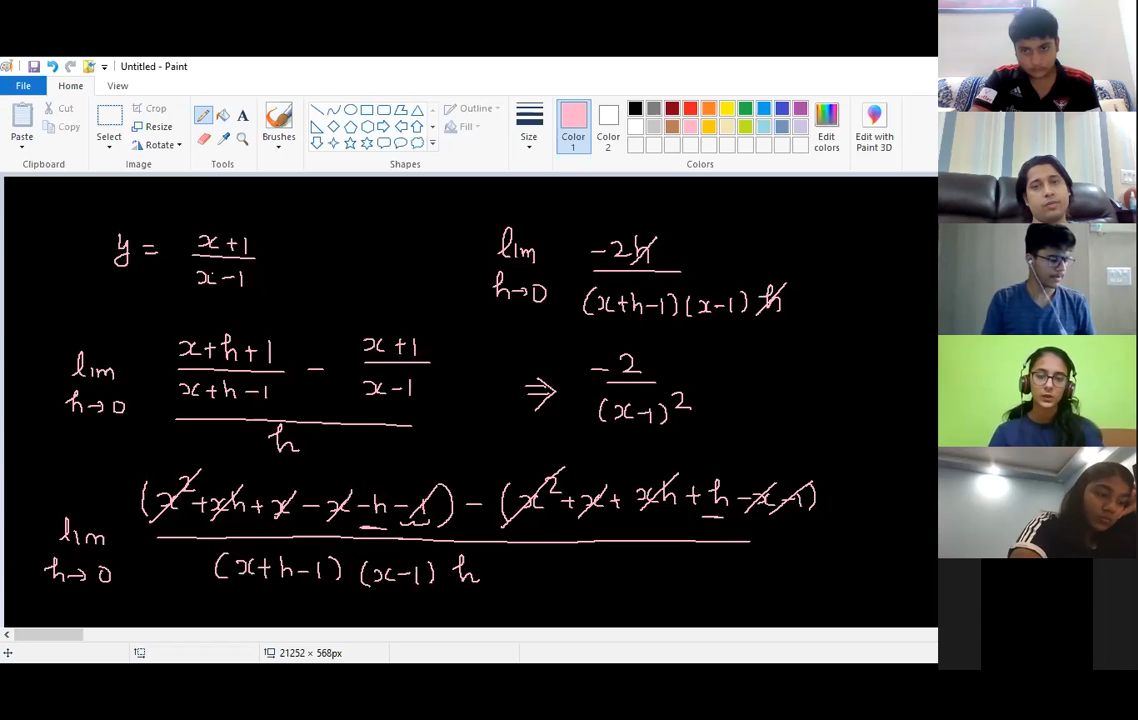 Untitled - Paint
File Home View
Paste
Cut
Copy
Clipboard
Select
Crop
Resize
Rotate
Image
A
Tools
Brushes
Shapes
Outline
Fill
Size
Color 1
Color 2
Colors
Edit colors
Edit with Paint 3D
y = (x+1)/(x-1)
lim h→0 ((x+h+1)/(x+h-1) - (x+1)/(x-1))/h
lim h→0 ((x²+xh+x-x-h-1) - (x²+x+xh+h-x-1))/((x+h-1)(x-1)h)
lim h→0 -2h/((x+h-1)(x-1)h)
⇒ -2/(x-1)²
21252 × 568px